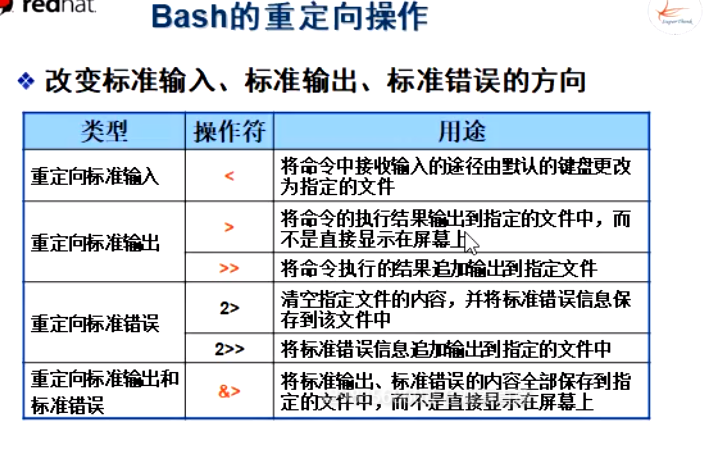 redhat.
Bash的重定向操作
改变标准输入、标准输出、标准错误的方向
类型 操作符 用途
重定向标准输入 < 将命令中接收输入的途径由默认的键盘更改
为指定的文件
重定向标准输出 > 将命令的执行结果输出到指定的文件中，而
不是直接显示在屏幕上
>> 将命令执行的结果追加输出到指定文件
重定向标准错误 2> 清空指定文件的内容，并将标准错误信息保
存到该文件中
2>> 将标准错误信息追加输出到指定的文件中
重定向标准输出和
标准错误 &> 将标准输出、标准错误的内容全部保存到指
定的文件中，而不是直接显示在屏幕上